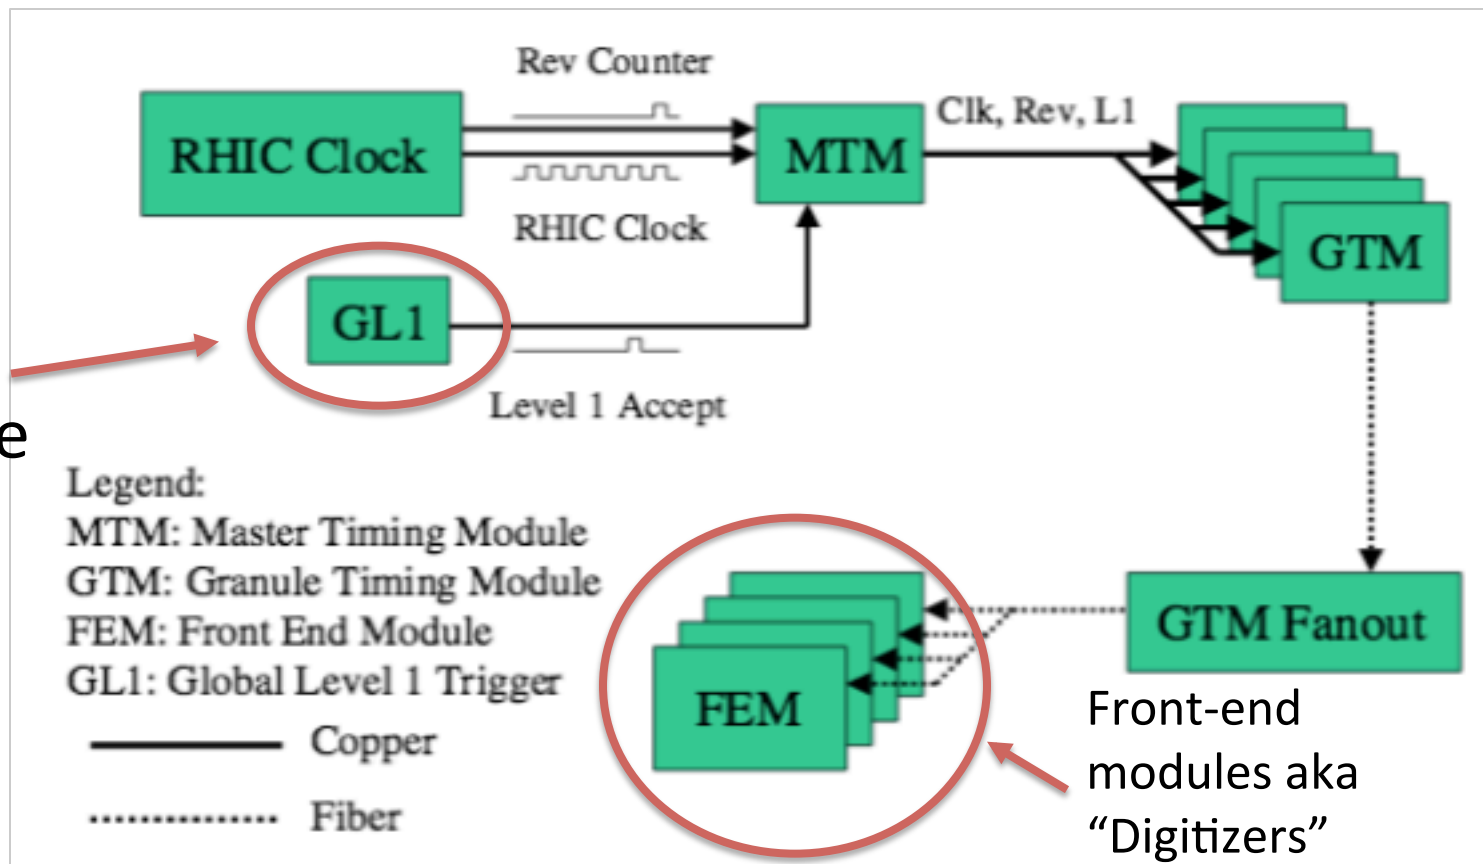 Rev Counter
RHIC Clock
MTM
Clk, Rev, L1
RHIC Clock
GTM
GL1
Level 1 Accept
e
Legend:
MTM: Master Timing Module
GTM: Granule Timing Module
FEM: Front End Module
GL1: Global Level 1 Trigger
Copper
Fiber
FEM
GTM Fanout
Front-end
modules aka
“Digitizers”